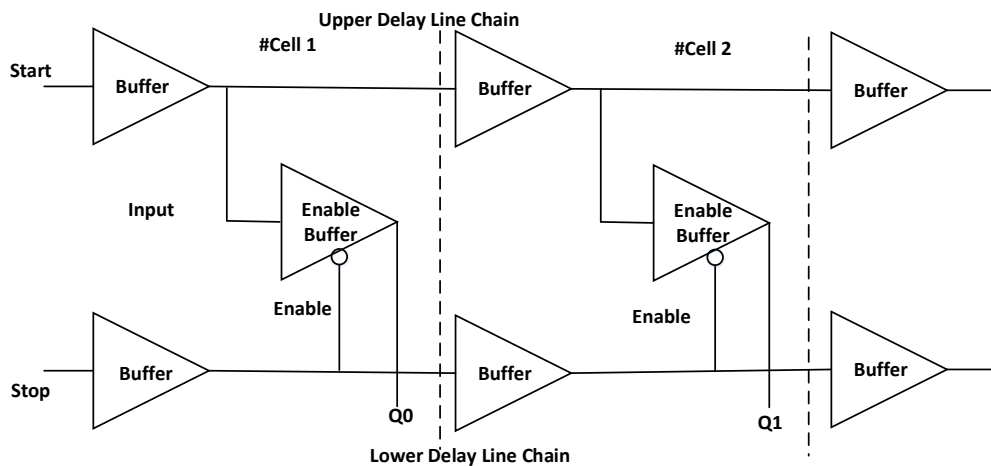 Upper Delay Line Chain
#Cell 1
#Cell 2
Start
Buffer
Buffer
Buffer
Input
Enable
Buffer
Enable
Buffer
Enable
Enable
Stop
Buffer
Buffer
Buffer
Q0
Q1
Lower Delay Line Chain